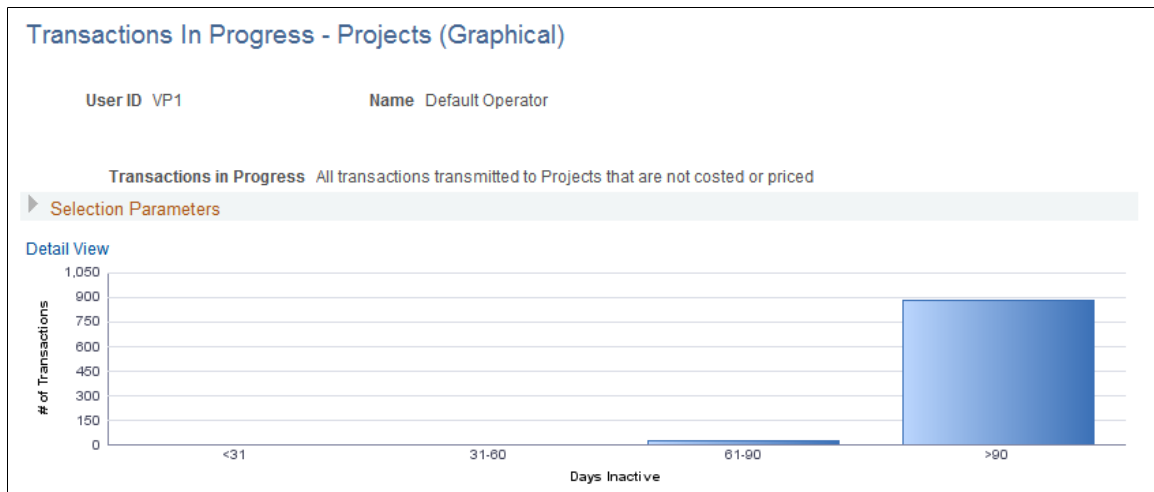 Transactions In Progress - Projects (Graphical)
User ID VP1 Name Default Operator
Transactions in Progress All transactions transmitted to Projects that are not costed or priced
Selection Parameters
Detail View
1,050
900
750
600
450
300
150
0
# of Transactions
<31 31-60 61-90 >90
Days Inactive